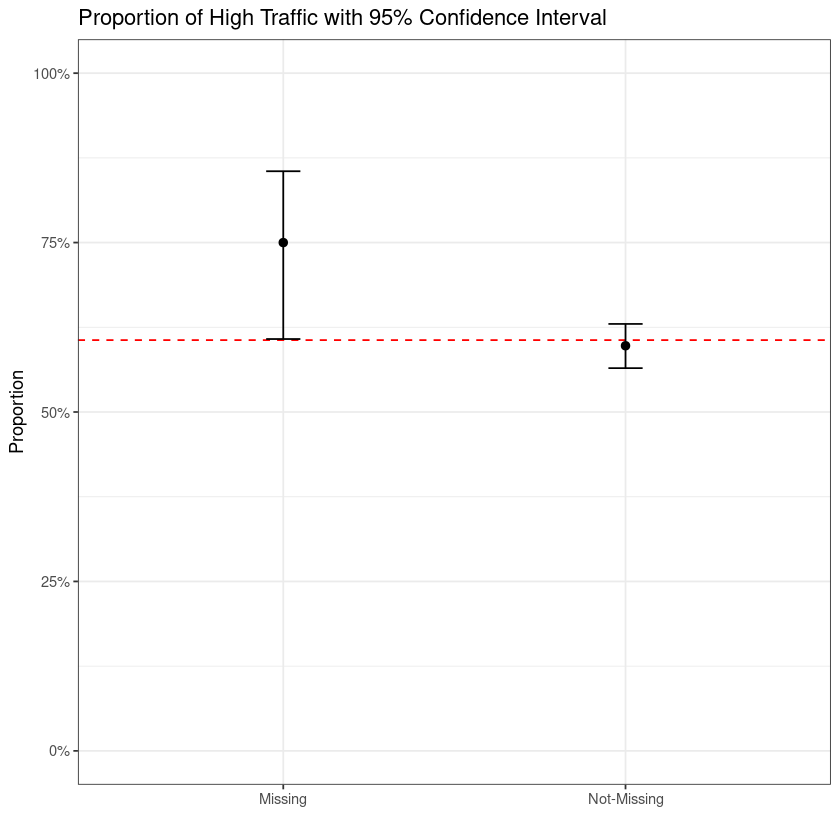 Proportion of High Traffic with 95% Confidence Interval
Proportion
100%
75%
50%
25%
0%
Missing
Not-Missing